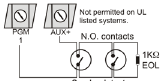 Not permitted on UL
listed systems.
PGM AUX+
1
N.O. contacts
1KΩ
EOL